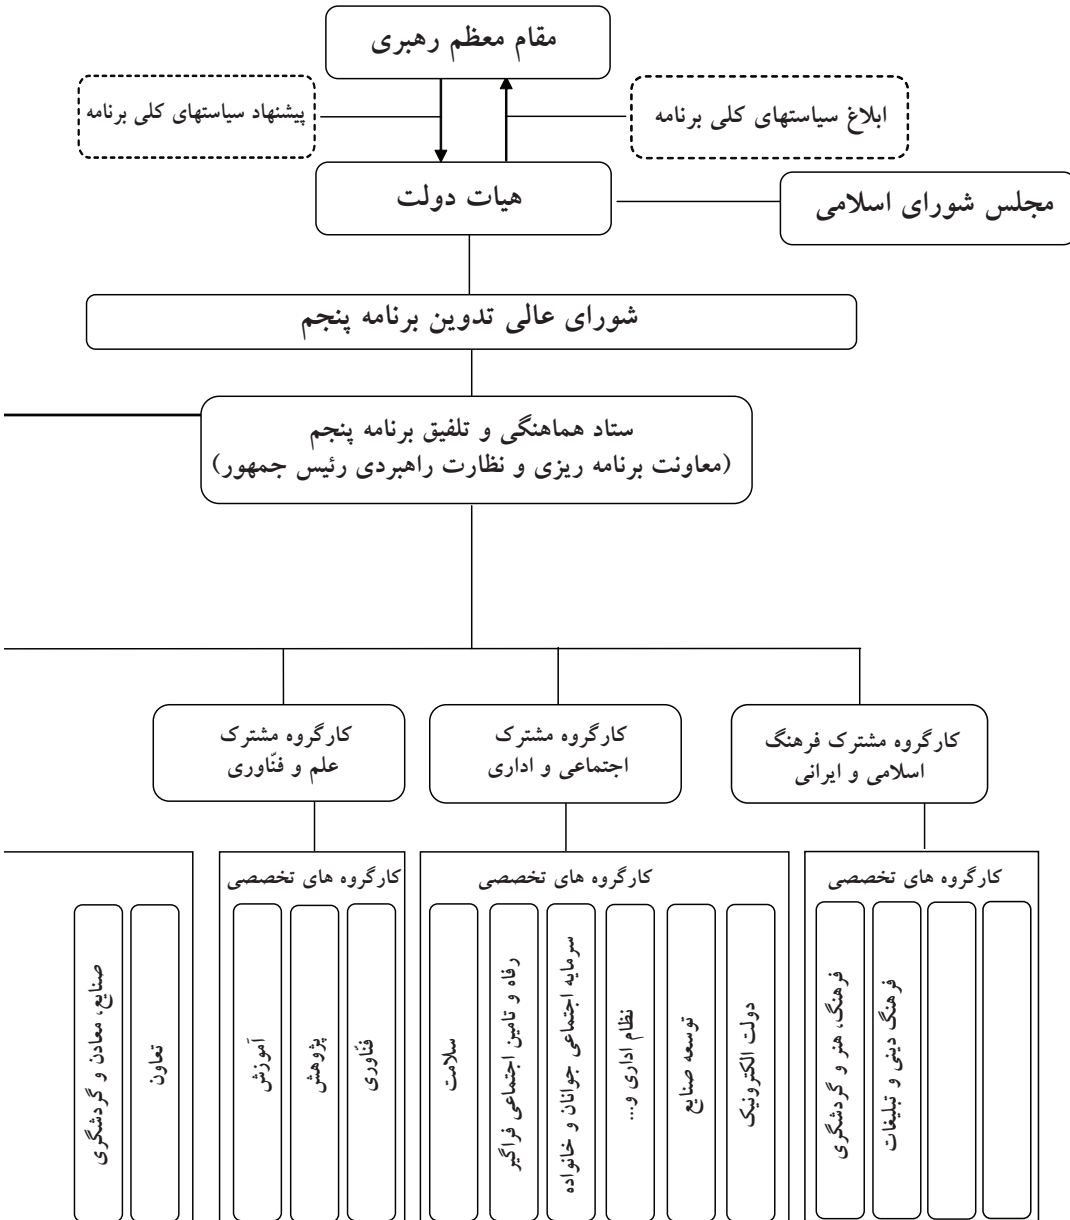 مقام معظم رهبری
ابلاغ سیاستهای کلی برنامه
پیشنهاد سیاستهای کلی برنامه
هیات دولت
مجلس شورای اسلامی
شورای عالی تدوین برنامه پنجم
ستاد هماهنگی و تلفیق برنامه پنجم
(معاونت برنامه ریزی و نظارت راهبردی رئیس جمهور)
کارگروه مشترک فرهنگ
اسلامی و ایرانی
کارگروه مشترک
اجتماعی و اداری
کارگروه مشترک
علم و فنّاوری
کارگروه های تخصصی
فرهنگ دینی و تبلیغات
فرهنگ، هنر و گردشگری
کارگروه های تخصصی
دولت الکترونیک
توسعه صنایع
نظام اداری و...
سرمایه اجتماعی جوانان و خانواده
رفاه و تامین اجتماعی فراگیر
سلامت
کارگروه های تخصصی
فنّاوری
پژوهش
آموزش
تعاون
صنایع، معادن و گردشگری